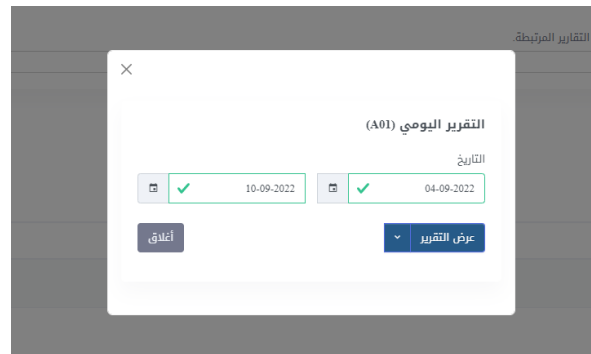 التقارير المرتبطة.
التقرير اليومي (A01)
التاريخ
04-09-2022 10-09-2022
عرض التقرير أغلاق